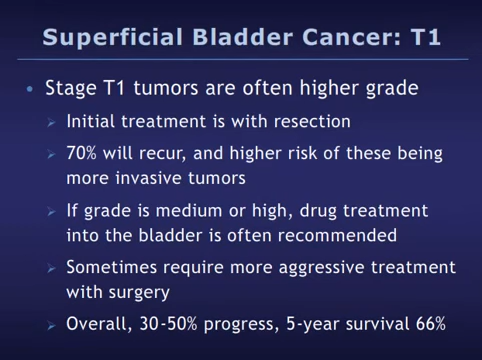 Superficial Bladder Cancer: T1
• Stage T1 tumors are often higher grade
➢ Initial treatment is with resection
➢ 70% will recur, and higher risk of these being
more invasive tumors
➢ If grade is medium or high, drug treatment
into the bladder is often recommended
➢ Sometimes require more aggressive treatment
with surgery
➢ Overall, 30-50% progress, 5-year survival 66%